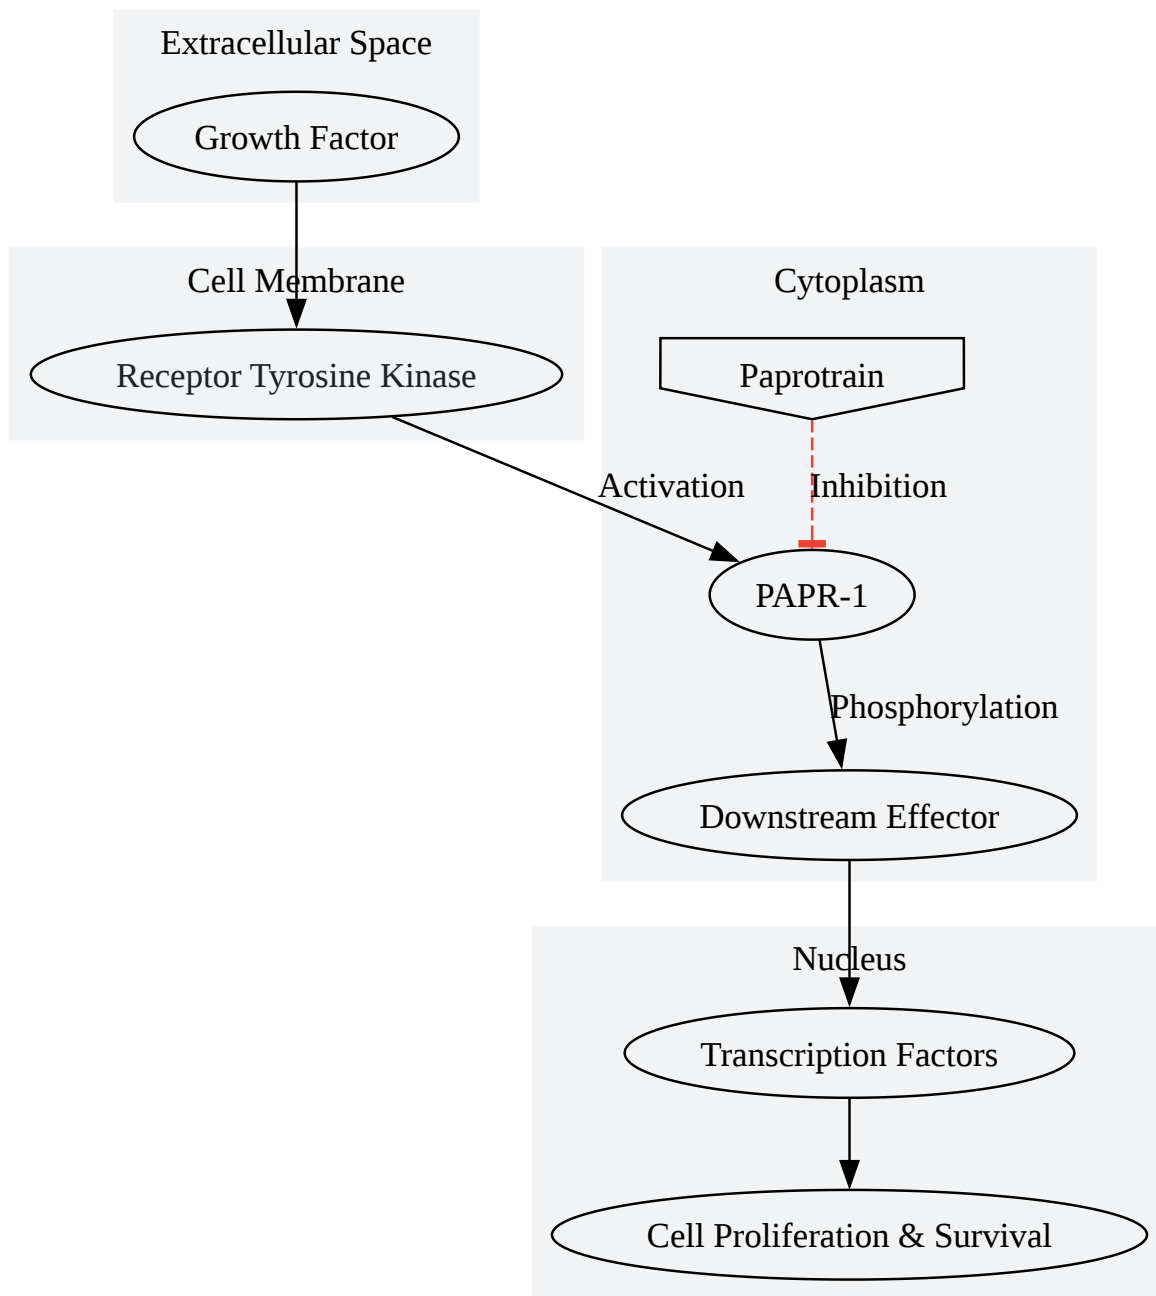 Extracellular Space
Growth Factor
Cell Membrane
Receptor Tyrosine Kinase
Cytoplasm
Paprotrain
Activation
Inhibition
PAPR-1
Phosphorylation
Downstream Effector
Nucleus
Transcription Factors
Cell Proliferation & Survival